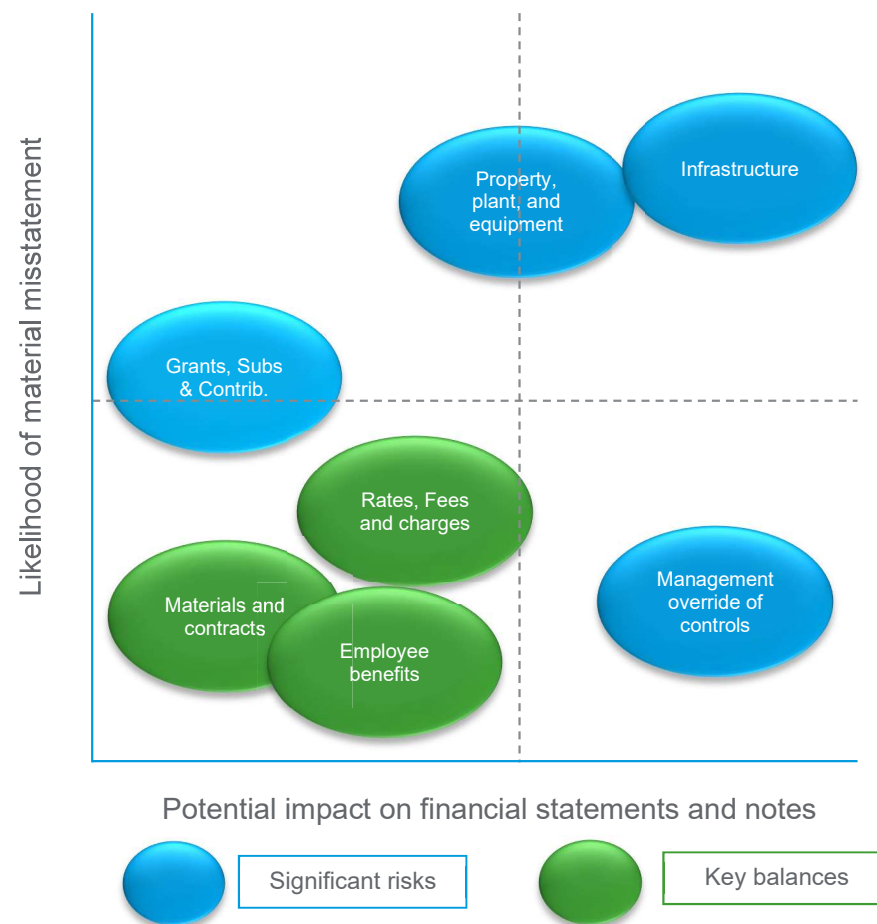 Likelihood of material misstatement
Property,
plant, and
equipment
Infrastructure
Grants, Subs
& Contrib.
Rates, Fees
and charges
Materials and
contracts
Employee
benefits
Management
override of
controls
Potential impact on financial statements and notes
Significant risks
Key balances